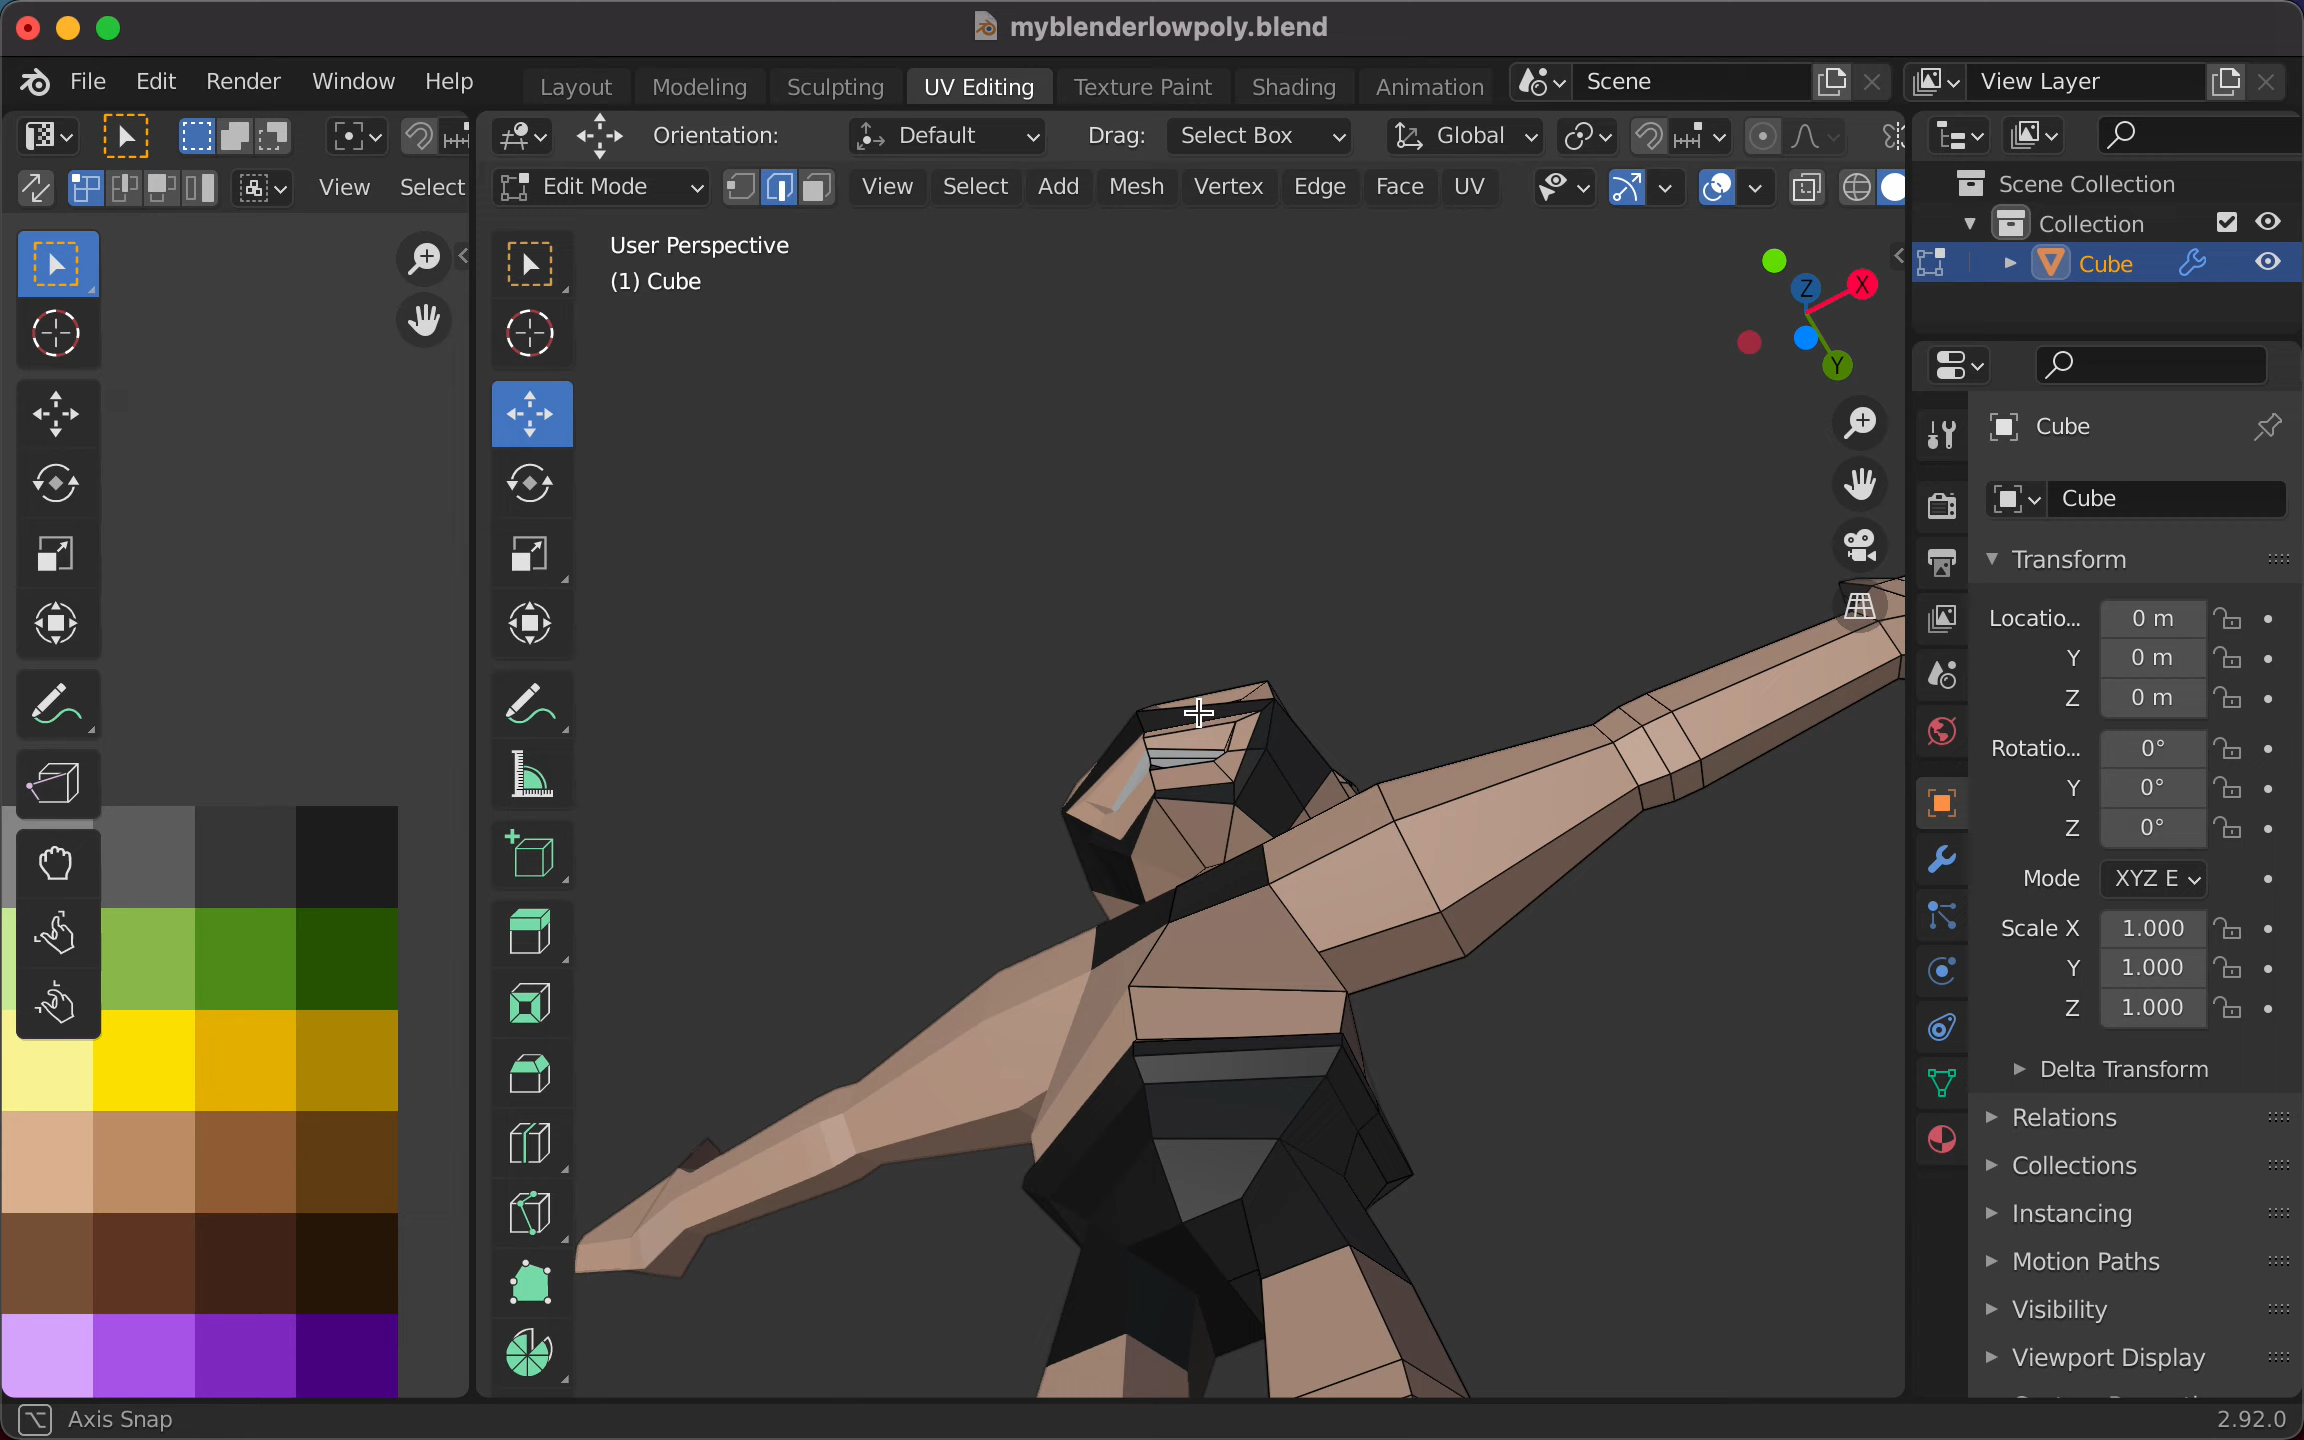 myblenderlowpoly.blend
File Edit Render Window Help Layout Modeling Sculpting UV Editing Texture Paint Shading Animation Scene View Layer
Orientation: Default Drag: Select Box Global
View Select Edit Mode View Select Add Mesh Vertex Edge Face UV
User Perspective
(1) Cube
Z X
Y
Scene Collection
Collection
Cube
Cube
Cube
Transform
Locatio... 0 m
Y 0 m
Z 0 m
Rotatio... 0°
Y 0°
Z 0°
Mode XYZ E
Scale X 1.000
Y 1.000
Z 1.000
Delta Transform
Relations
Collections
Instancing
Motion Paths
Visibility
Viewport Display
Axis Snap 2.92.0